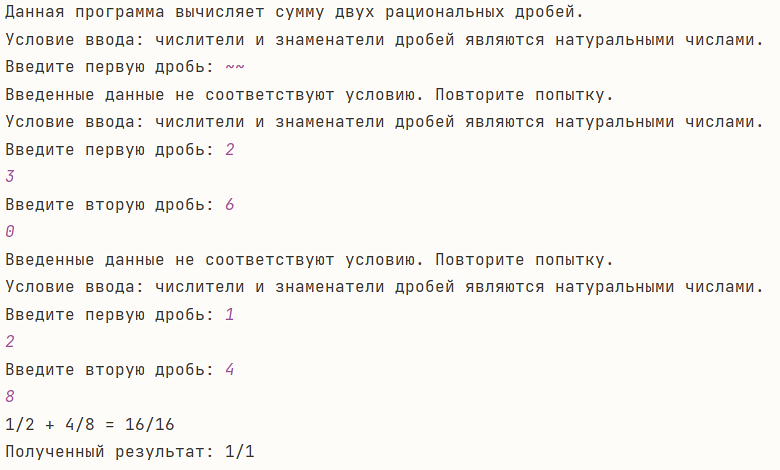 Данная программа вычисляет сумму двух рациональных дробей.
Условие ввода: числители и знаменатели дробей являются натуральными числами.
Введите первую дробь: ~~
Введенные данные не соответствуют условию. Повторите попытку.
Условие ввода: числители и знаменатели дробей являются натуральными числами.
Введите первую дробь: 2
3
Введите вторую дробь: 6
0
Введенные данные не соответствуют условию. Повторите попытку.
Условие ввода: числители и знаменатели дробей являются натуральными числами.
Введите первую дробь: 1
2
Введите вторую дробь: 4
8
1/2 + 4/8 = 16/16
Полученный результат: 1/1